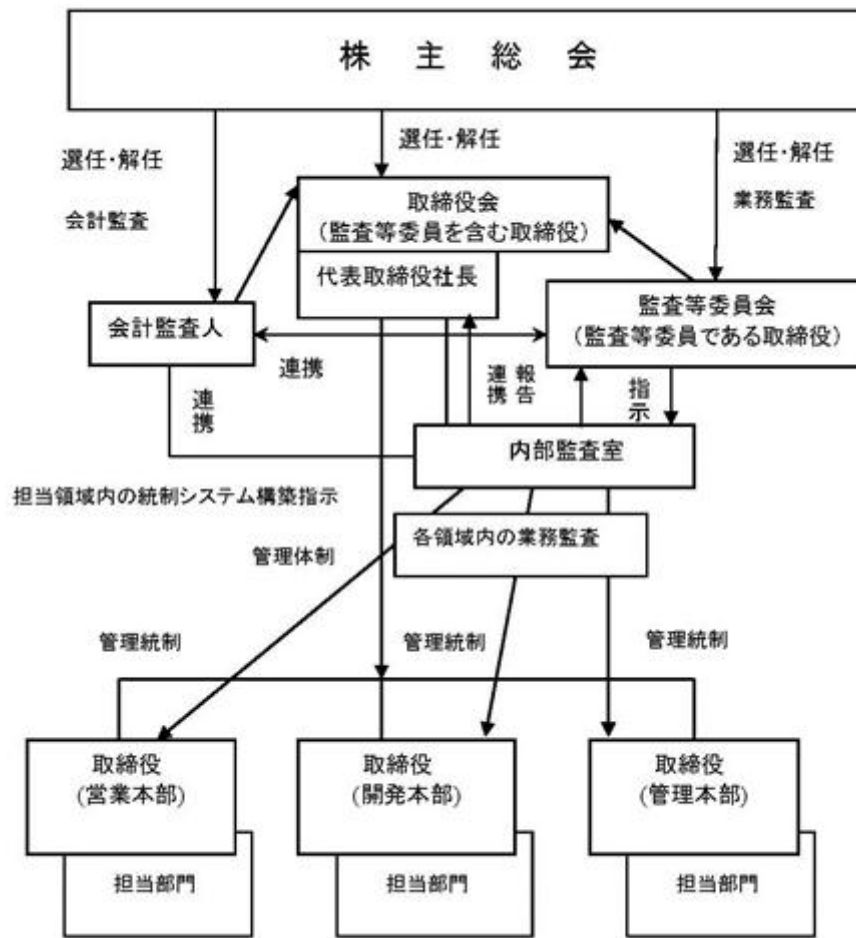 株主総会
選任・解任
選任・解任
選任・解任
会計監査
業務監査
取締役会
（監査等委員を含む取締役）
代表取締役社長
会計監査人
監査等委員会
（監査等委員である取締役）
連携
連携
連携
報告
指示
内部監査室
担当領域内の統制システム構築指示
各領域内の業務監査
管理体制
管理統制
管理統制
管理統制
取締役
(営業本部)
取締役
(開発本部)
取締役
(管理本部)
担当部門
担当部門
担当部門